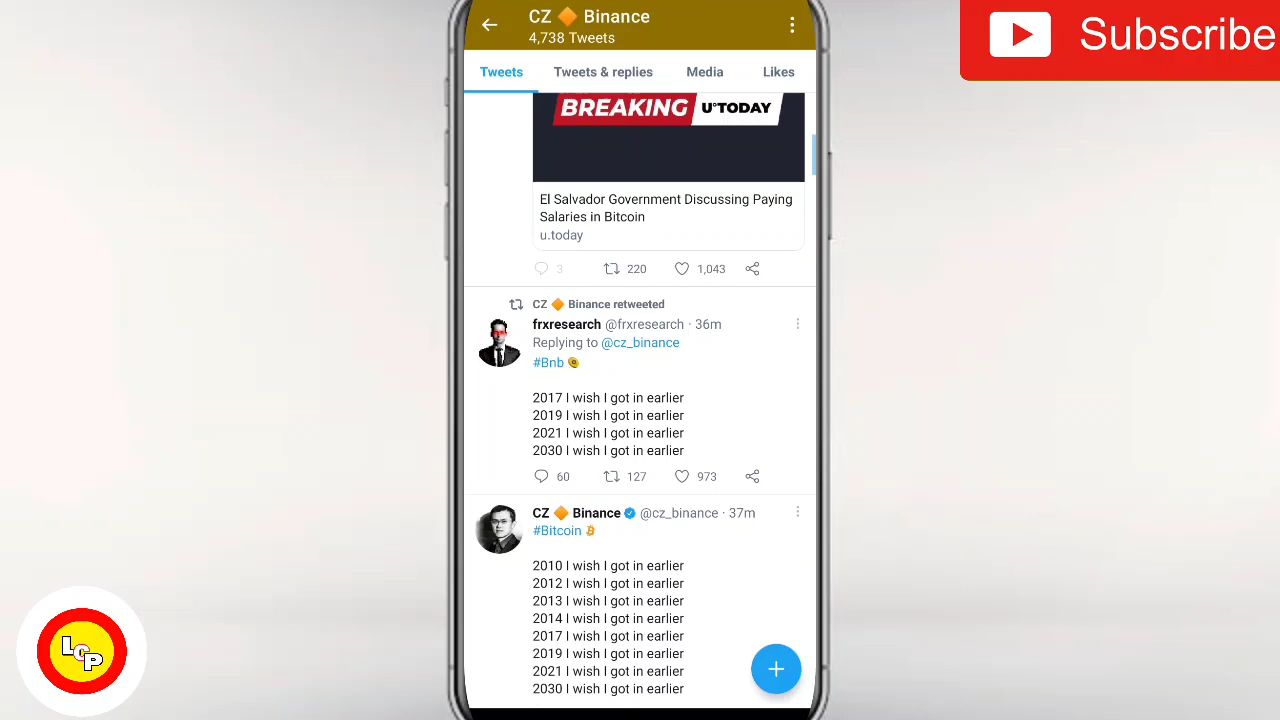 CZ 🔶 Binance
4,738 Tweets
Subscribe
Tweets
Tweets & replies
Media
Likes
BREAKING U°TODAY
El Salvador Government Discussing Paying
Salaries in Bitcoin
u.today
3
220
1,043
CZ 🔶 Binance retweeted
frxresearch @frxresearch · 36m
Replying to @cz_binance
#Bnb
2017 I wish I got in earlier
2019 I wish I got in earlier
2021 I wish I got in earlier
2030 I wish I got in earlier
60
127
973
CZ 🔶 Binance @cz_binance · 37m
#Bitcoin
2010 I wish I got in earlier
2012 I wish I got in earlier
2013 I wish I got in earlier
2014 I wish I got in earlier
2017 I wish I got in earlier
2019 I wish I got in earlier
2021 I wish I got in earlier
2030 I wish I got in earlier
LCP